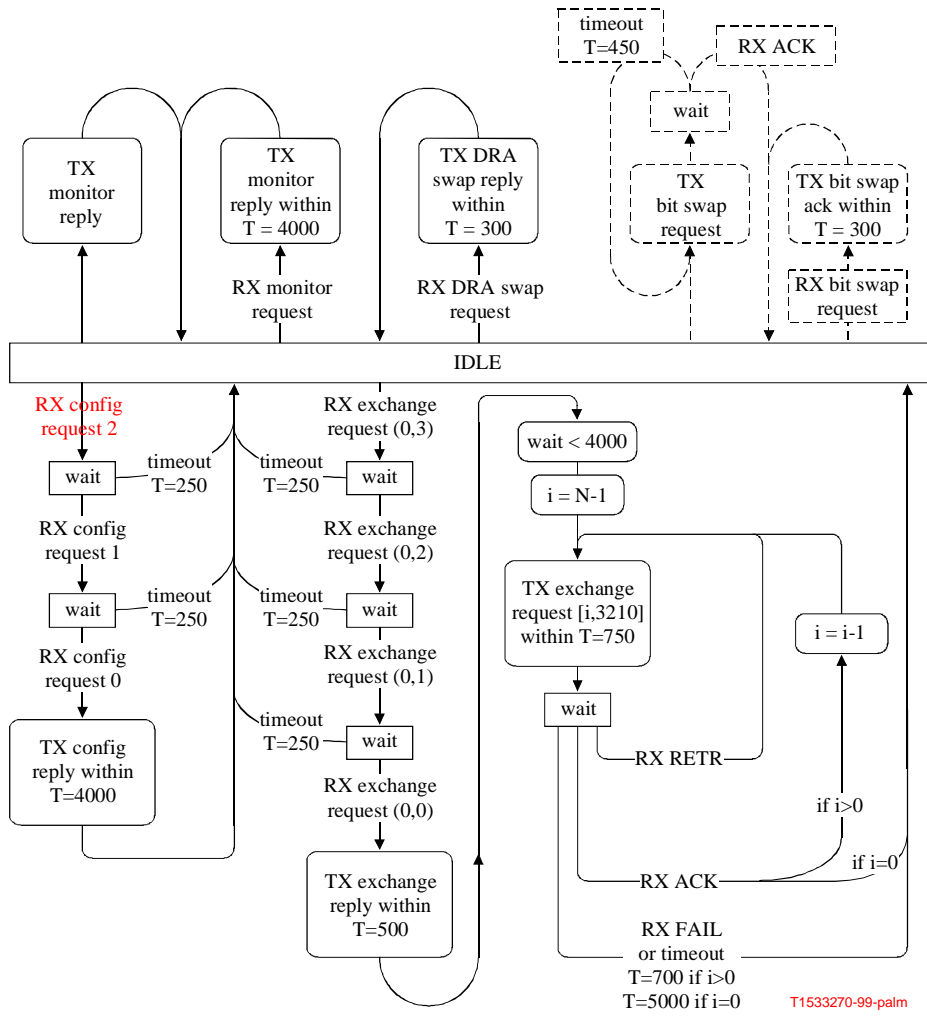 timeout
T=450
RX ACK
wait
TX
monitor
reply
TX
monitor
reply within
T = 4000
TX DRA
swap reply
within
T = 300
TX
bit swap
request
TX bit swap
ack within
T = 300
RX monitor
request
RX DRA swap
request
RX bit swap
request
IDLE
RX config
request 2
wait
timeout
T=250
RX config
request 1
wait
timeout
T=250
RX config
request 0
TX config
reply within
T=4000
RX exchange
request (0,3)
timeout
T=250
wait
RX exchange
request (0,2)
timeout
T=250
wait
RX exchange
request (0,1)
timeout
T=250
wait
RX exchange
request (0,0)
TX exchange
reply within
T=500
wait < 4000
i = N-1
TX exchange
request [i,3210]
within T=750
i = i-1
wait
RX RETR
if i>0
if i=0
RX ACK
RX FAIL
or timeout
T=700 if i>0
T=5000 if i=0
T1533270-99-palm